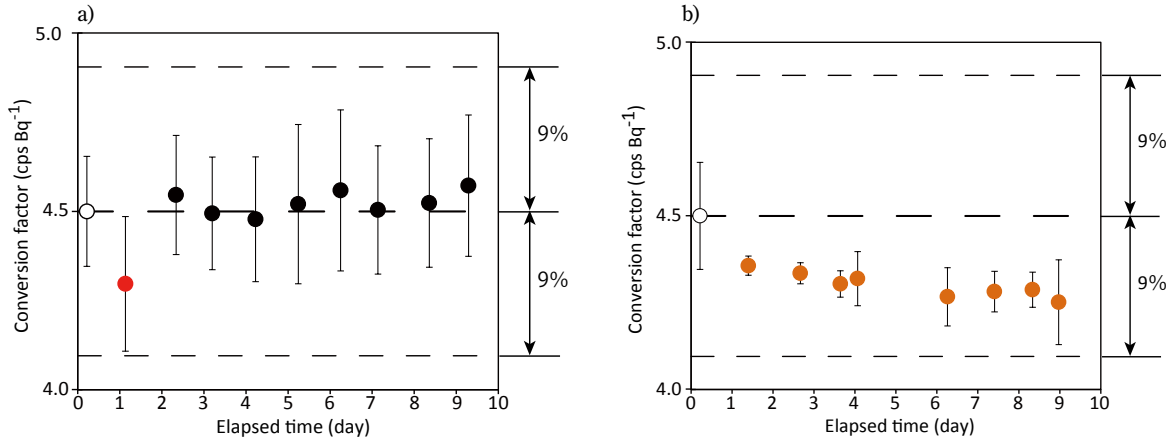 a)
Conversion factor (cps Bq⁻¹)
5.0
4.5
4.0
9%
9%
0 1 2 3 4 5 6 7 8 9 10
Elapsed time (day)
b)
Conversion factor (cps Bq⁻¹)
5.0
4.5
4.0
9%
9%
0 1 2 3 4 5 6 7 8 9 10
Elapsed time (day)